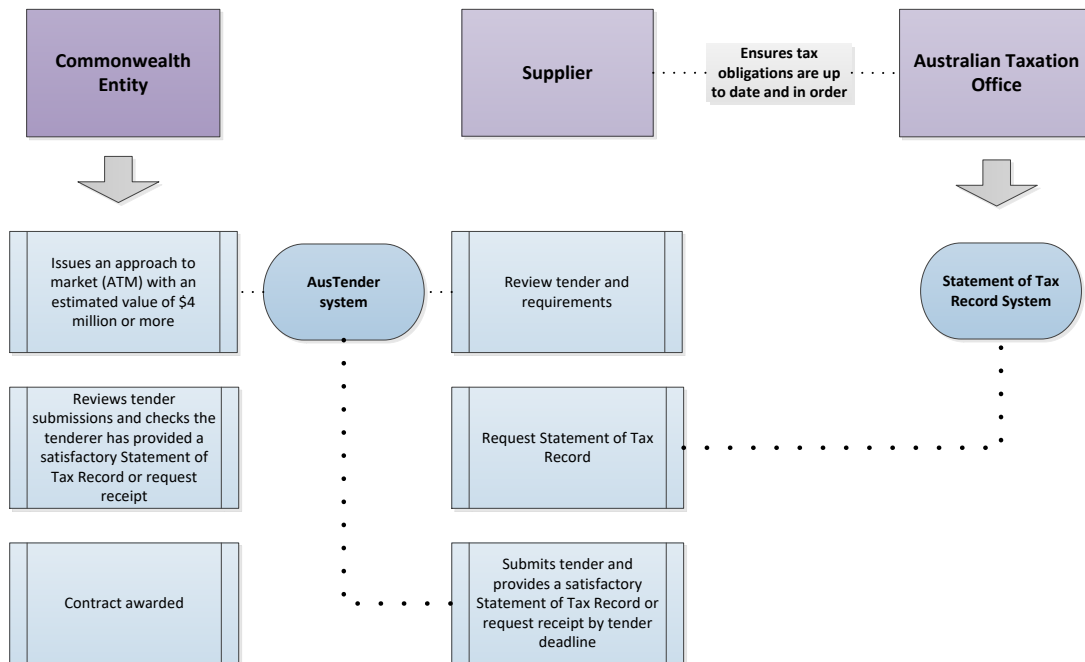 Commonwealth
Entity
Supplier
Ensures tax
obligations are up
to date and in order
Australian Taxation
Office
Issues an approach to
market (ATM) with an
estimated value of $4
million or more
AusTender
system
Review tender and
requirements
Statement of Tax
Record System
Reviews tender
submissions and checks the
tenderer has provided a
satisfactory Statement of
Tax Record or request
receipt
Request Statement of Tax
Record
Contract awarded
Submits tender and
provides a satisfactory
Statement of Tax Record or
request receipt by tender
deadline